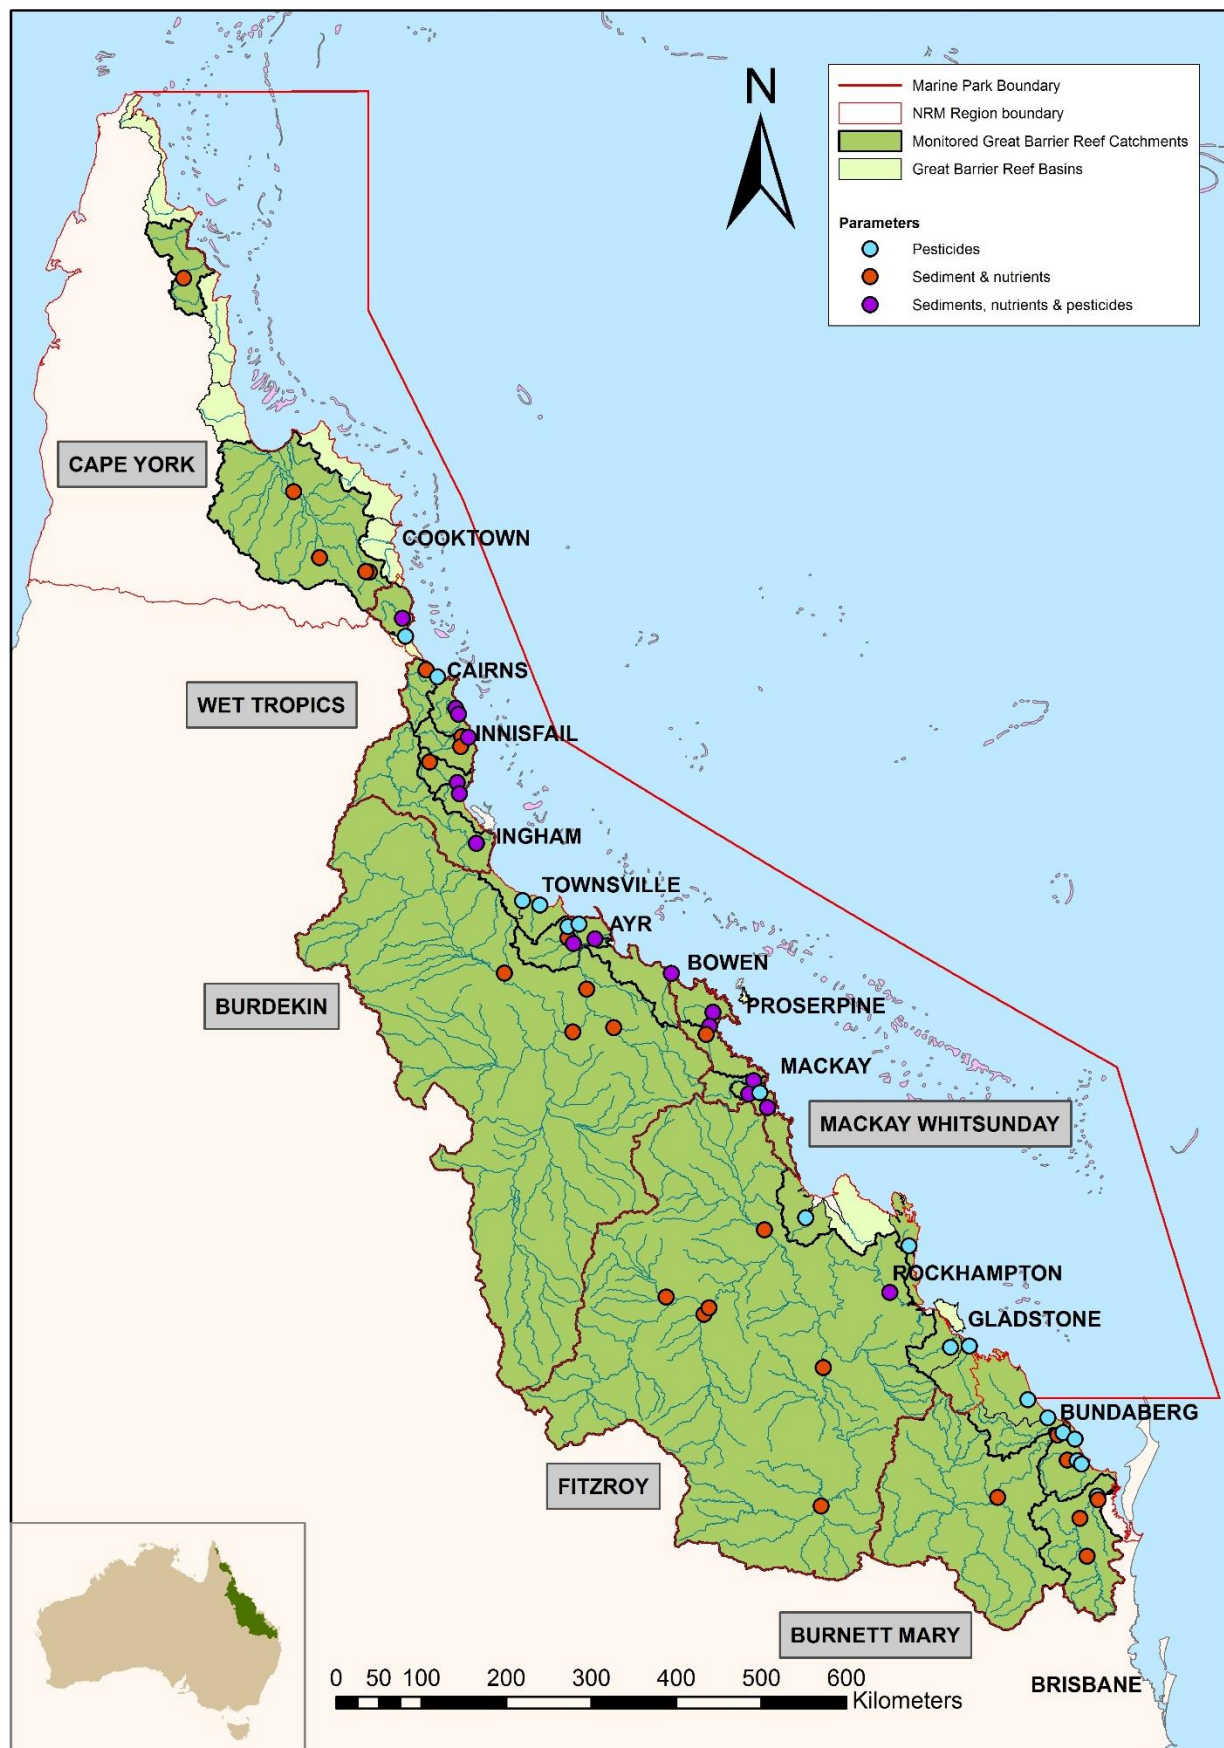 N
Marine Park Boundary
NRM Region boundary
Monitored Great Barrier Reef Catchments
Great Barrier Reef Basins
Parameters
Pesticides
Sediment & nutrients
Sediments, nutrients & pesticides
CAPE YORK
COOKTOWN
CAIRNS
WET TROPICS
INNISFAIL
INGHAM
TOWNSVILLE
AYR
BOWEN
BURDEKIN
PROSERPINE
MACKAY
MACKAY WHITSUNDAY
ROCKHAMPTON
GLADSTONE
BUNDABERG
FITZROY
BURNETT MARY
BRISBANE
0 50 100 200 300 400 500 600
Kilometers